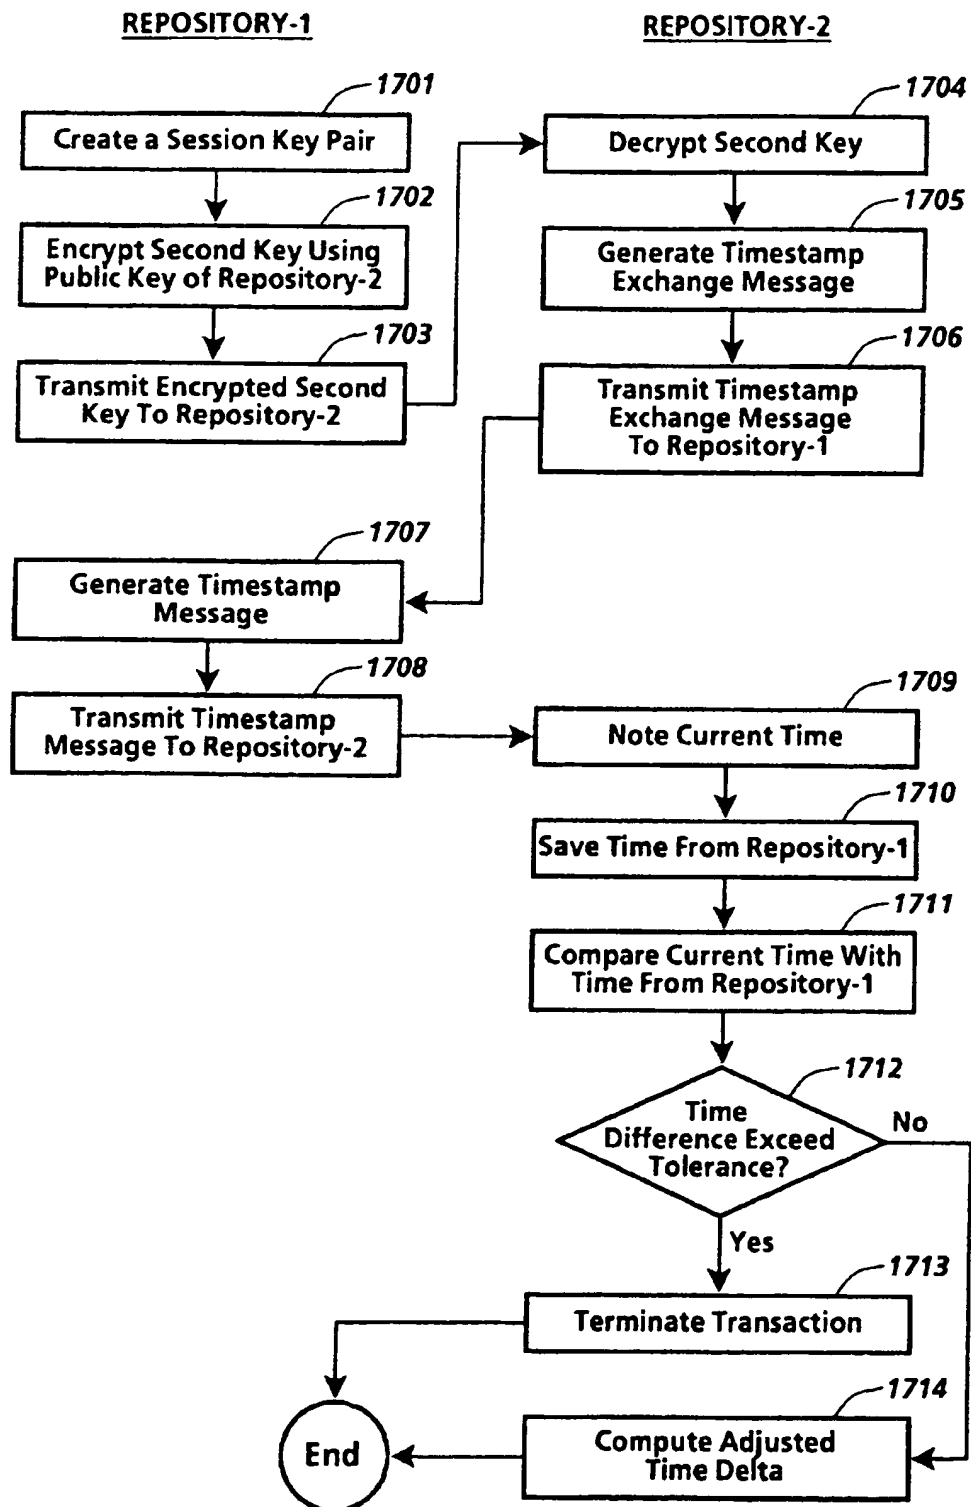 REPOSITORY-1
REPOSITORY-2
1701
Create a Session Key Pair
1702
Encrypt Second Key Using
Public Key of Repository-2
1703
Transmit Encrypted Second
Key To Repository-2
1704
Decrypt Second Key
1705
Generate Timestamp
Exchange Message
1706
Transmit Timestamp
Exchange Message
To Repository-1
1707
Generate Timestamp
Message
1708
Transmit Timestamp
Message To Repository-2
1709
Note Current Time
1710
Save Time From Repository-1
1711
Compare Current Time With
Time From Repository-1
1712
Time
Difference Exceed
Tolerance?
No
Yes
1713
Terminate Transaction
1714
Compute Adjusted
Time Delta
End